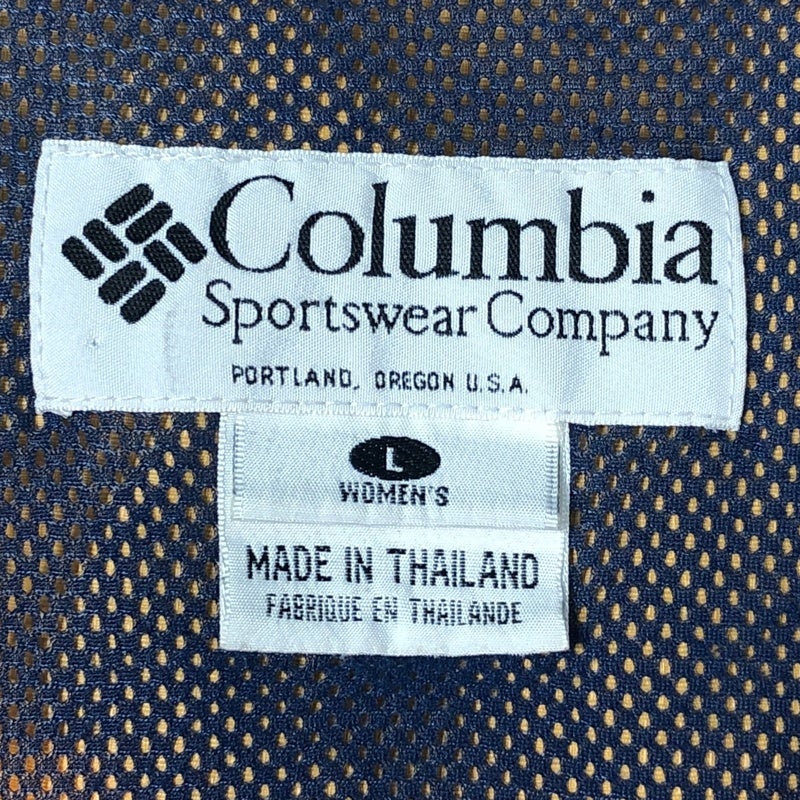 Columbia
Sportswear Company
PORTLAND, OREGON U.S.A.
L
WOMEN'S
MADE IN THAILAND
FABRIQUE EN THAILANDE